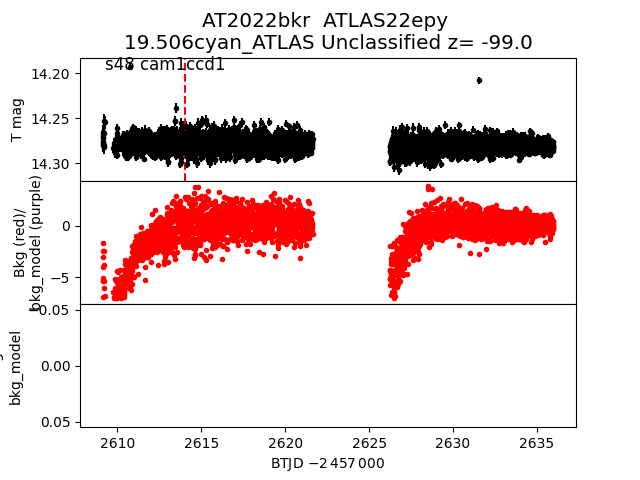 AT2022bkr  ATLAS22epy
19.506cyan_ATLAS Unclassified z= -99.0
s48 cam1ccd1
14.20
14.25
14.30
T mag
0
−5
Bkg (red)/
bkg_model (purple)
0.05
0.00
0.05
bkg_model
2610
2615
2620
2625
2630
2635
BTJD −2 457 000